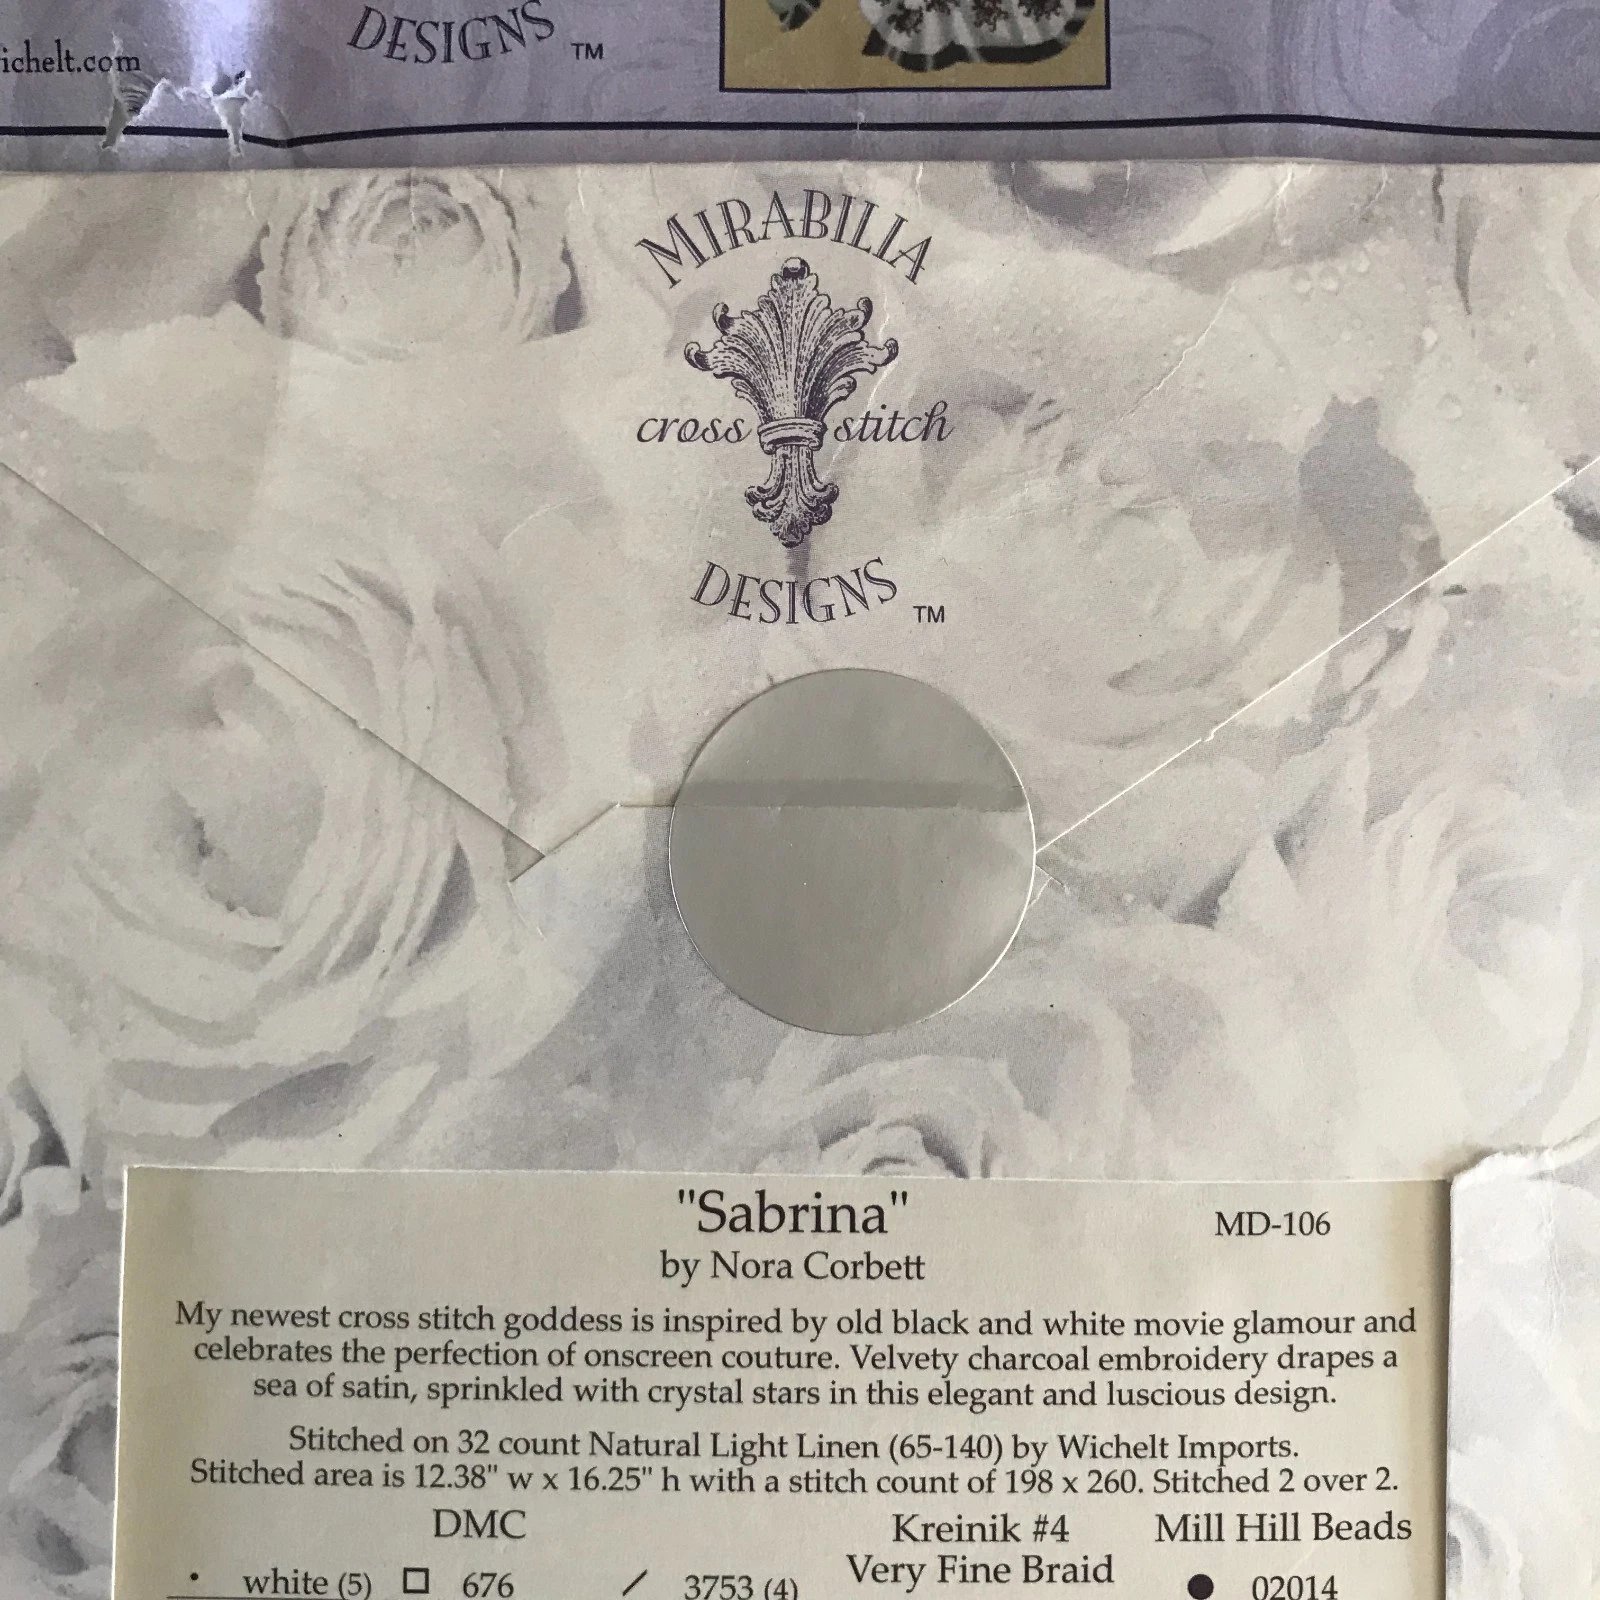 ichelt.com
DESIGNS ™
MIRABILIA
cross stitch
DESIGNS ™
"Sabrina"
MD-106
by Nora Corbett
My newest cross stitch goddess is inspired by old black and white movie glamour and
celebrates the perfection of onscreen couture. Velvety charcoal embroidery drapes a
sea of satin, sprinkled with crystal stars in this elegant and luscious design.
Stitched on 32 count Natural Light Linen (65-140) by Wichelt Imports.
Stitched area is 12.38" w x 16.25" h with a stitch count of 198 x 260. Stitched 2 over 2.
DMC
Kreinik #4
Very Fine Braid
Mill Hill Beads
• white (5) □ 676 / 3753 (4) ● 02014